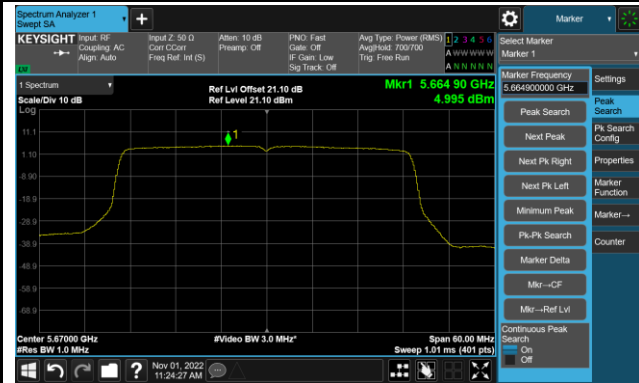 Spectrum Analyzer 1
Swept SA
Marker
KEYSIGHT
Input: RF
Coupling: AC
Align: Auto
Input Z: 50 Ω
Corr CCorr
Freq Ref: Int (S)
Atten: 10 dB
Preamp: Off
PNO: Fast
Gate: Off
IF Gain: Low
Sig Track: Off
Avg Type: Power (RMS)
Avg|Hold: 700/700
Trig: Free Run
1 2 3 4 5 6
A W W W W W
A N N N N N
Select Marker
Marker 1
1 Spectrum
Scale/Div 10 dB
Log
Ref Lvl Offset 21.10 dB
Ref Level 21.10 dBm
Mkr1 5.664 90 GHz
4.995 dBm
1
11.1
1.10
-8.90
-18.9
-28.9
-38.9
-48.9
-58.9
-68.9
Center 5.67000 GHz
#Res BW 1.0 MHz
#Video BW 3.0 MHz*
Span 60.00 MHz
Sweep 1.01 ms (401 pts)
Marker Frequency
5.664900000 GHz
Peak Search
Next Peak
Next Pk Right
Next Pk Left
Minimum Peak
Pk-Pk Search
Marker Delta
Mkr→CF
Mkr→Ref Lvl
Continuous Peak
Search
On
Off
Settings
Peak
Search
Pk Search
Config
Properties
Marker
Function
Marker→
Counter
Nov 01, 2022
11:24:27 AM